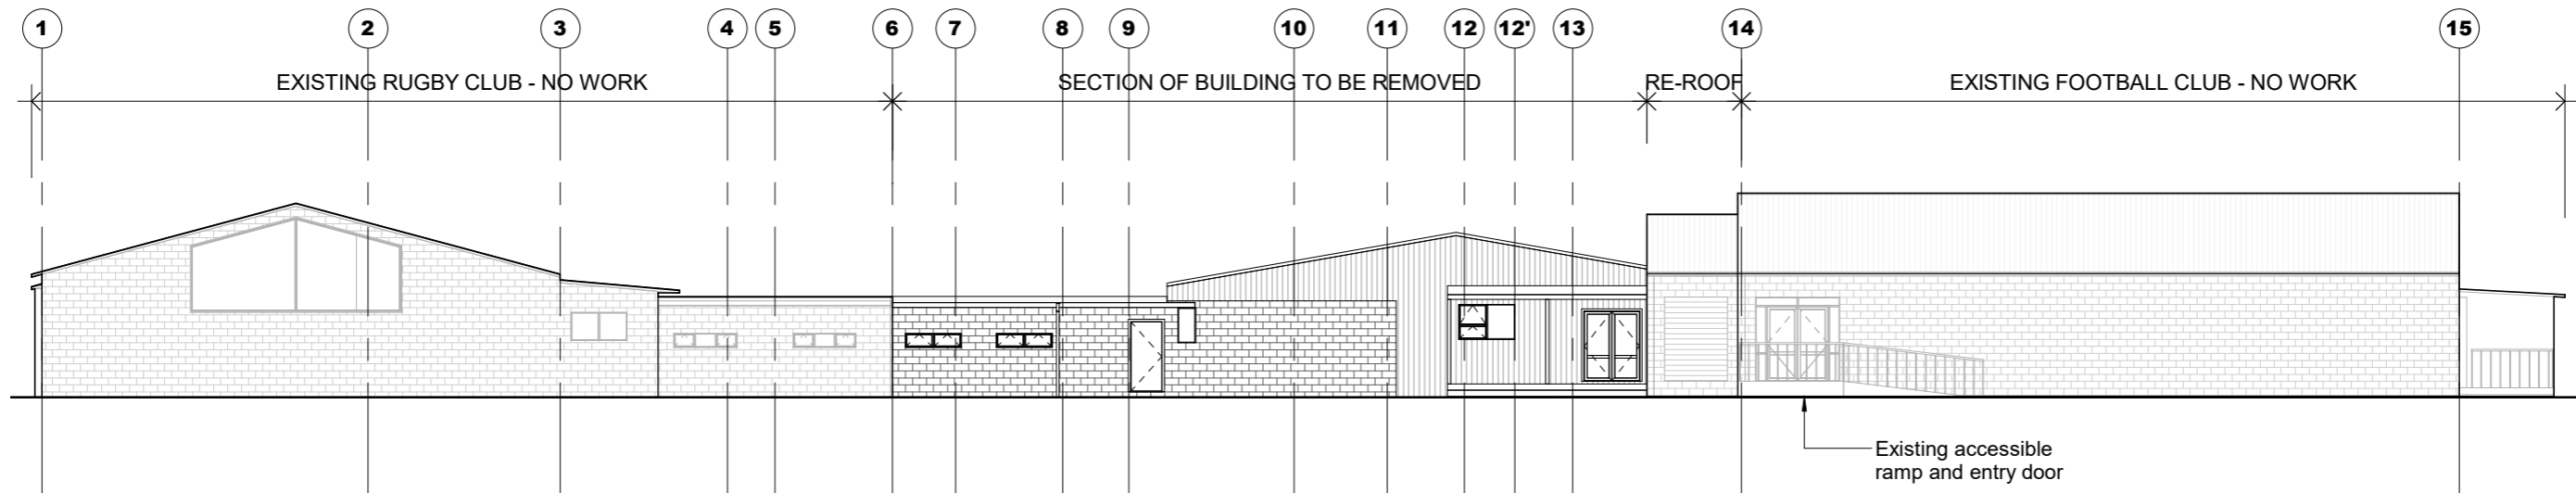 1 2 3 4 5 6 7 8 9 10 11 12 12' 13 14 15
EXISTING RUGBY CLUB - NO WORK
SECTION OF BUILDING TO BE REMOVED
RE-ROOF
EXISTING FOOTBALL CLUB - NO WORK
Existing accessible
ramp and entry door